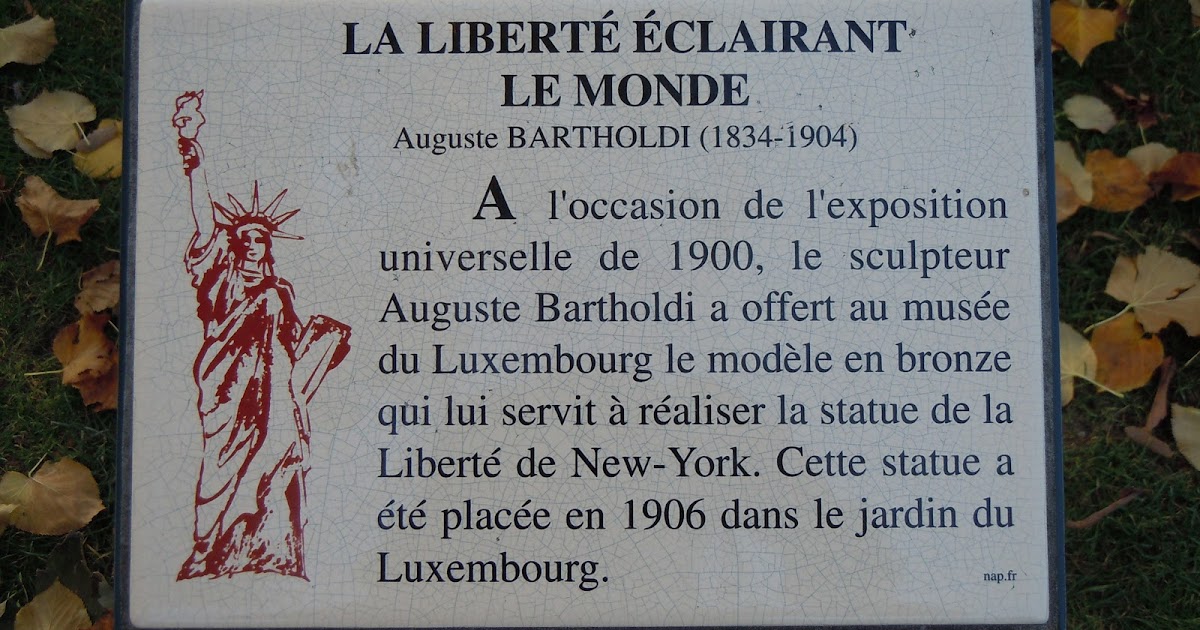 LA LIBERTÉ ÉCLAIRANT
LE MONDE
Auguste BARTHOLDI (1834-1904)
A l'occasion de l'exposition
universelle de 1900, le sculpteur
Auguste Bartholdi a offert au musée
du Luxembourg le modèle en bronze
qui lui servit à réaliser la statue de la
Liberté de New-York. Cette statue a
été placée en 1906 dans le jardin du
Luxembourg.
nap.fr